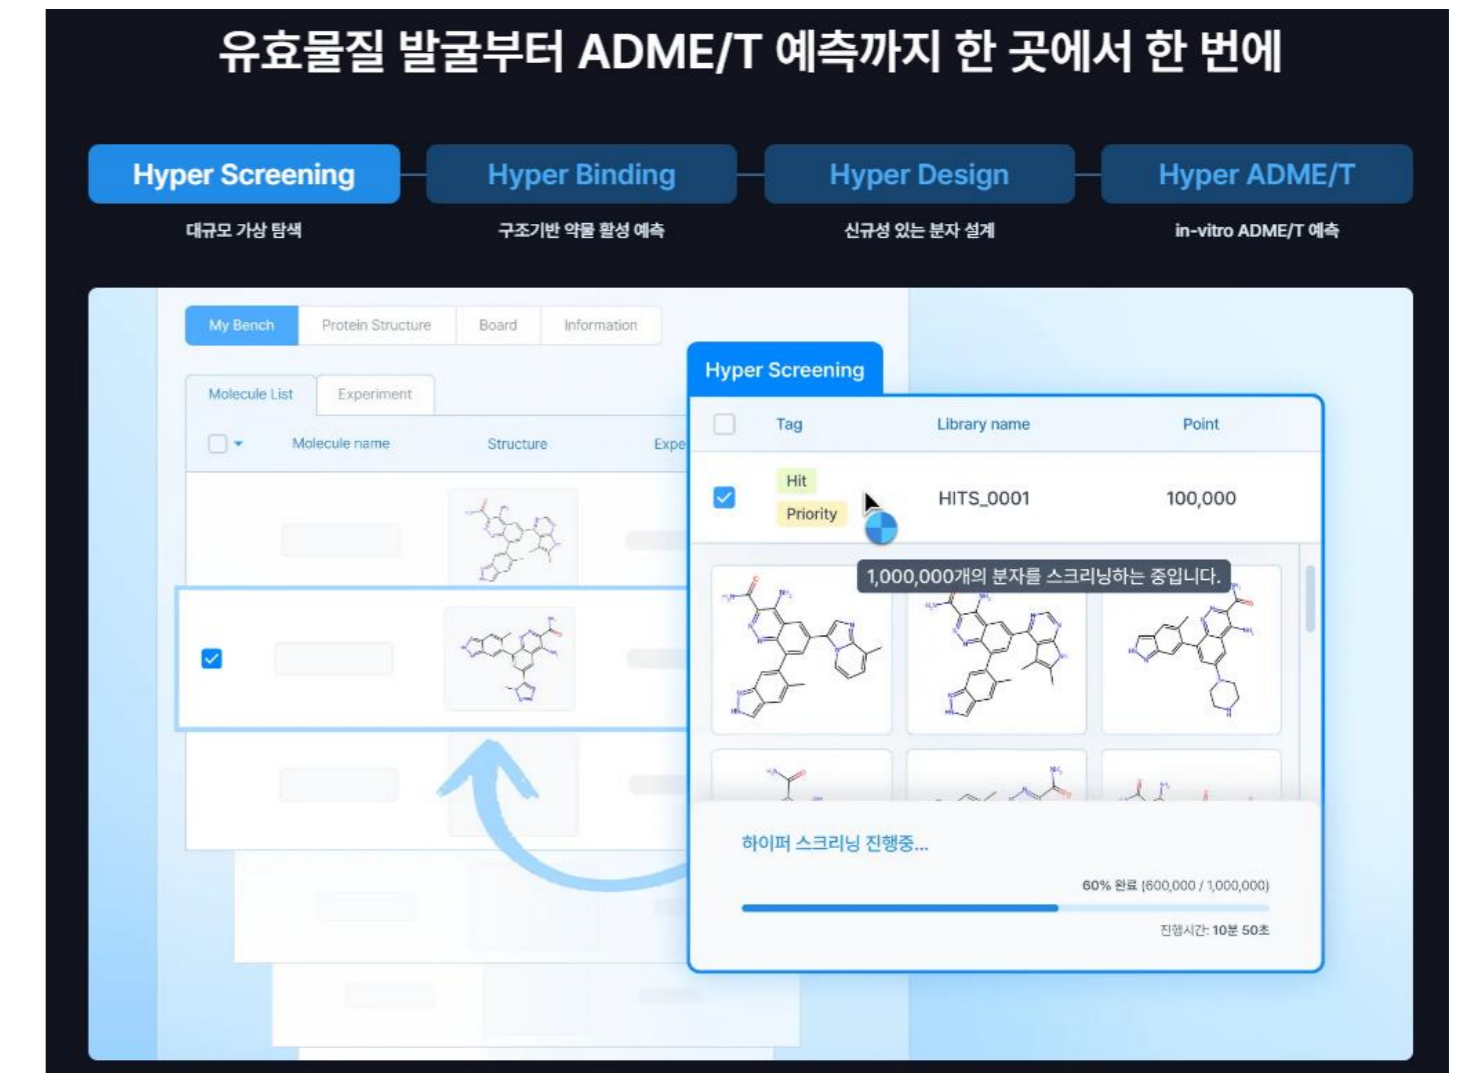 유효물질 발굴부터 ADME/T 예측까지 한 곳에서 한 번에
Hyper Screening
Hyper Binding
Hyper Design
Hyper ADME/T
대규모 가상 탐색
구조기반 약물 활성 예측
신규성 있는 분자 설계
in-vitro ADME/T 예측
My Bench
Protein Structure
Board
Information
Molecule List
Experiment
Molecule name
Structure
Expe
Hyper Screening
Tag
Library name
Point
Hit
Priority
HITS_0001
100,000
1,000,000개의 분자를 스크리닝하는 중입니다.
하이퍼 스크리닝 진행중...
60% 완료 (600,000 / 1,000,000)
진행시간: 10분 50초